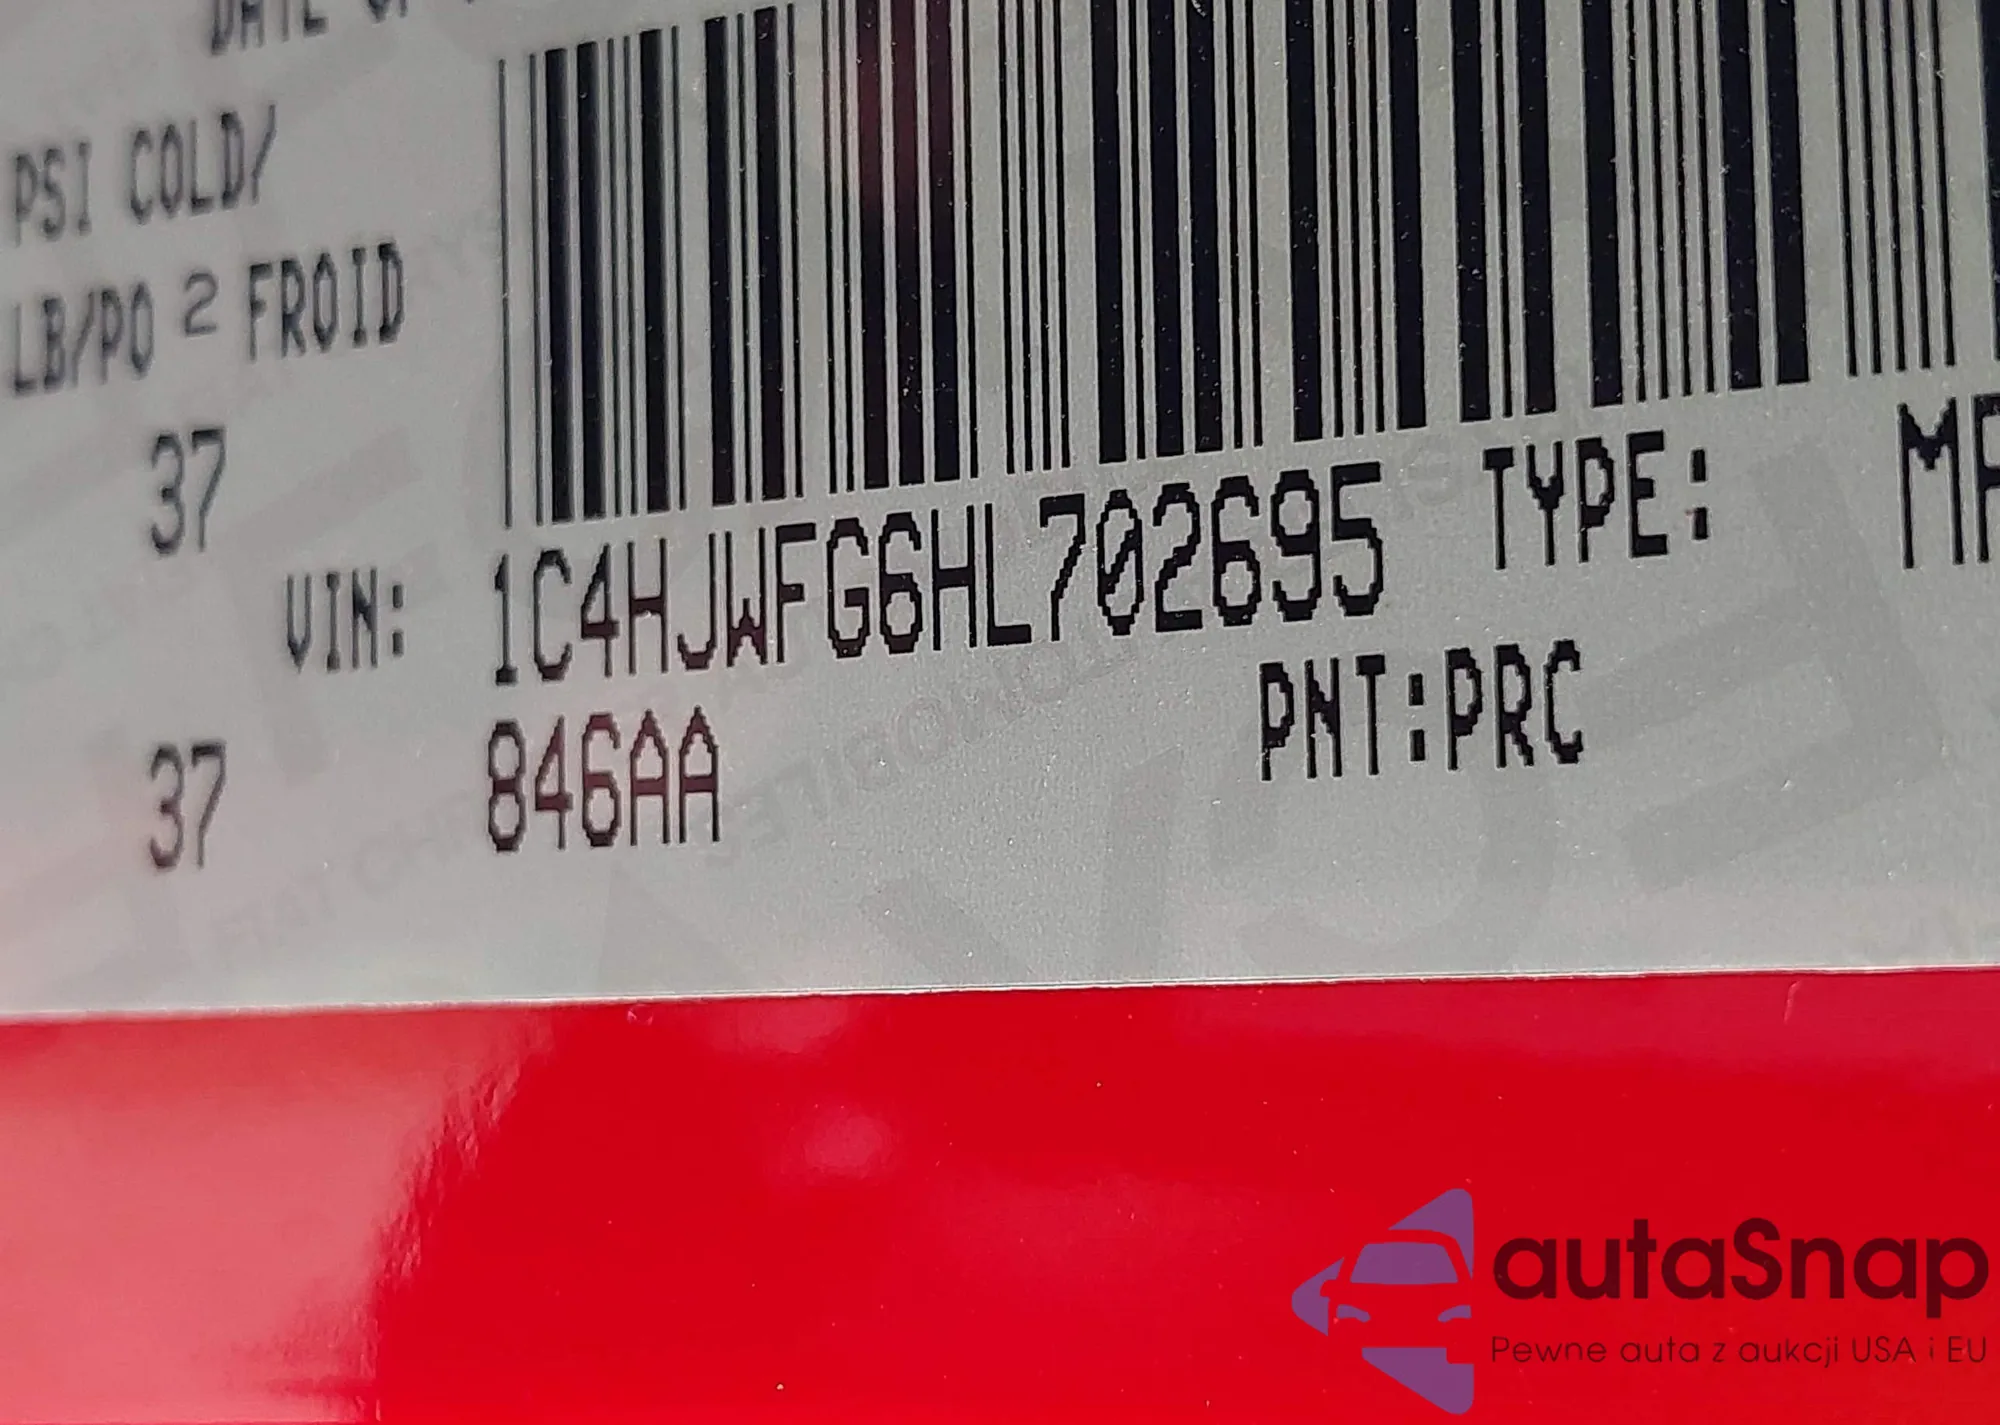 PSI COLD/
LB/PO 2 FROID
37
VIN: 1C4HJWFG6HL702695 TYPE:
37
846AA PNT:PRC
autaSnap
Pewne auta z aukcji USA i EU